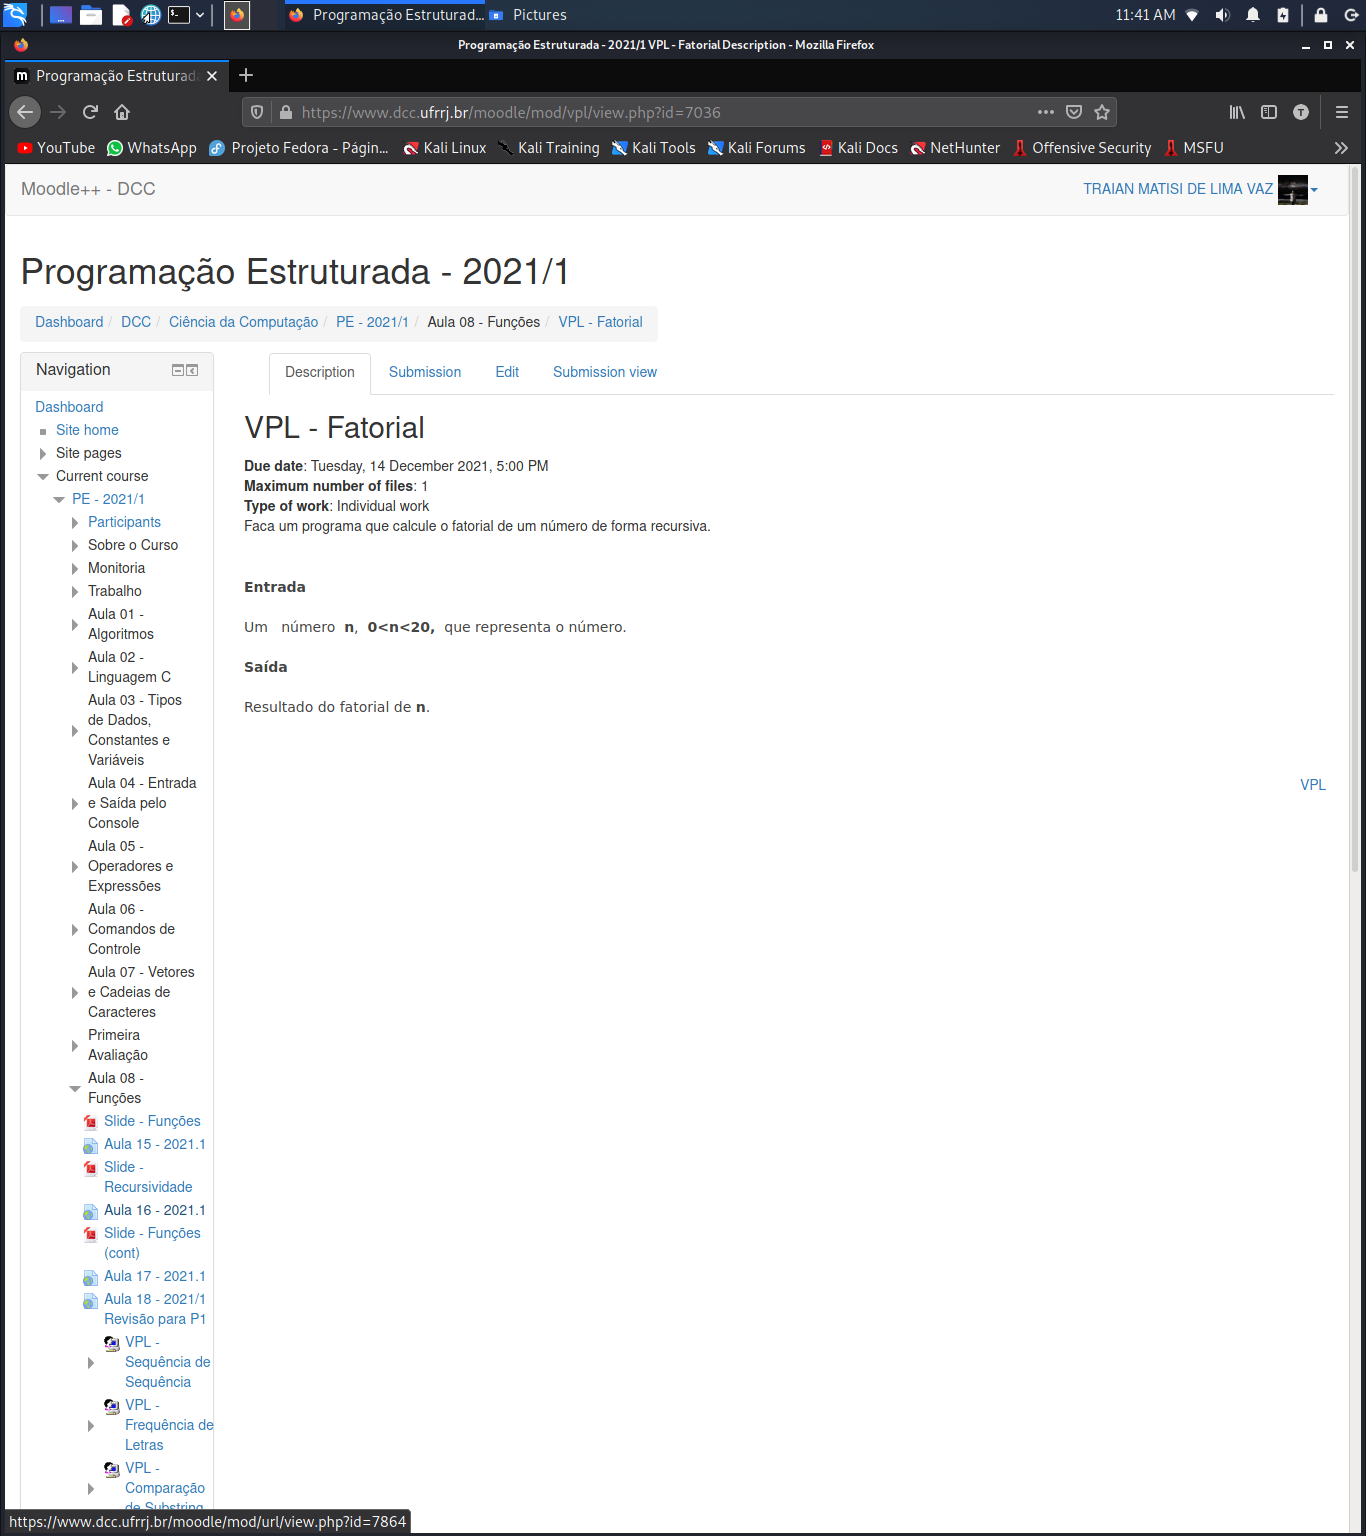 Programação Estruturad...
Pictures
11:41 AM
Programação Estruturada - 2021/1 VPL - Fatorial Description - Mozilla Firefox
Programação Estruturada
https://www.dcc.ufrrj.br/moodle/mod/vpl/view.php?id=7036
T
YouTube
WhatsApp
Projeto Fedora - Págin…
Kali Linux
Kali Training
Kali Tools
Kali Forums
Kali Docs
NetHunter
Offensive Security
MSFU
Moodle++ - DCC
TRAIAN MATISI DE LIMA VAZ
Programação Estruturada - 2021/1
Dashboard / DCC / Ciência da Computação / PE - 2021/1 / Aula 08 - Funções / VPL - Fatorial
Navigation
Dashboard
Site home
Site pages
Current course
PE - 2021/1
Participants
Sobre o Curso
Monitoria
Trabalho
Aula 01 -
Algoritmos
Aula 02 -
Linguagem C
Aula 03 - Tipos
de Dados,
Constantes e
Variáveis
Aula 04 - Entrada
e Saída pelo
Console
Aula 05 -
Operadores e
Expressões
Aula 06 -
Comandos de
Controle
Aula 07 - Vetores
e Cadeias de
Caracteres
Primeira
Avaliação
Aula 08 -
Funções
Slide - Funções
Aula 15 - 2021.1
Slide -
Recursividade
Aula 16 - 2021.1
Slide - Funções
(cont)
Aula 17 - 2021.1
Aula 18 - 2021/1
Revisão para P1
VPL -
Sequência de
Sequência
VPL -
Frequência de
Letras
VPL -
Comparação
de Substring
Description
Submission
Edit
Submission view
VPL - Fatorial
Due date: Tuesday, 14 December 2021, 5:00 PM
Maximum number of files: 1
Type of work: Individual work
Faca um programa que calcule o fatorial de um número de forma recursiva.
Entrada
Um número n, 0<n<20, que representa o número.
Saída
Resultado do fatorial de n.
VPL
https://www.dcc.ufrrj.br/moodle/mod/url/view.php?id=7864